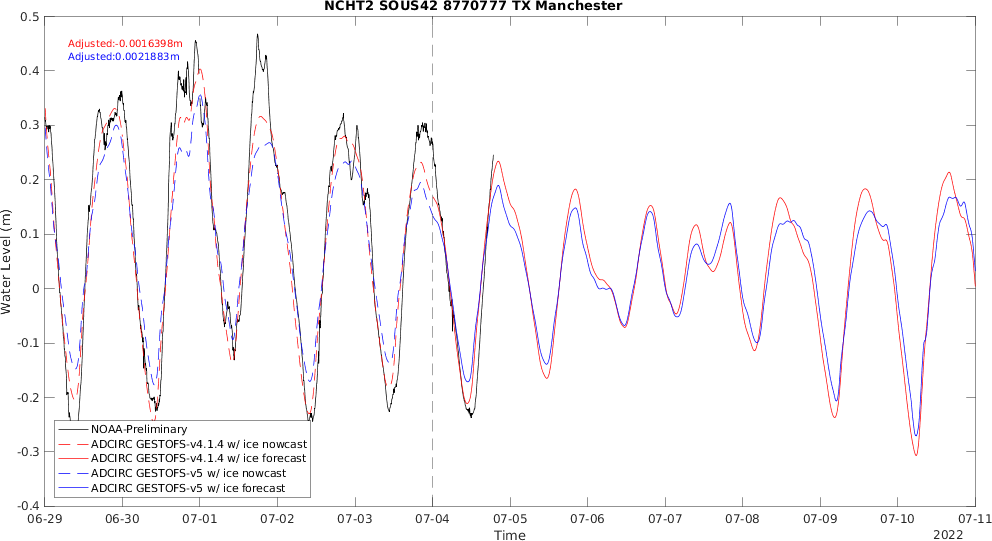 NCHT2 SOUS42 8770777 TX Manchester
Adjusted:-0.0016398m
Adjusted:0.0021883m
Water Level (m)
0.5
0.4
0.3
0.2
0.1
0
-0.1
-0.2
-0.3
-0.4
NOAA-Preliminary
ADCIRC GESTOFS-v4.1.4 w/ ice nowcast
ADCIRC GESTOFS-v4.1.4 w/ ice forecast
ADCIRC GESTOFS-v5 w/ ice nowcast
ADCIRC GESTOFS-v5 w/ ice forecast
06-29 06-30 07-01 07-02 07-03 07-04 07-05 07-06 07-07 07-08 07-09 07-10 07-11
Time
2022